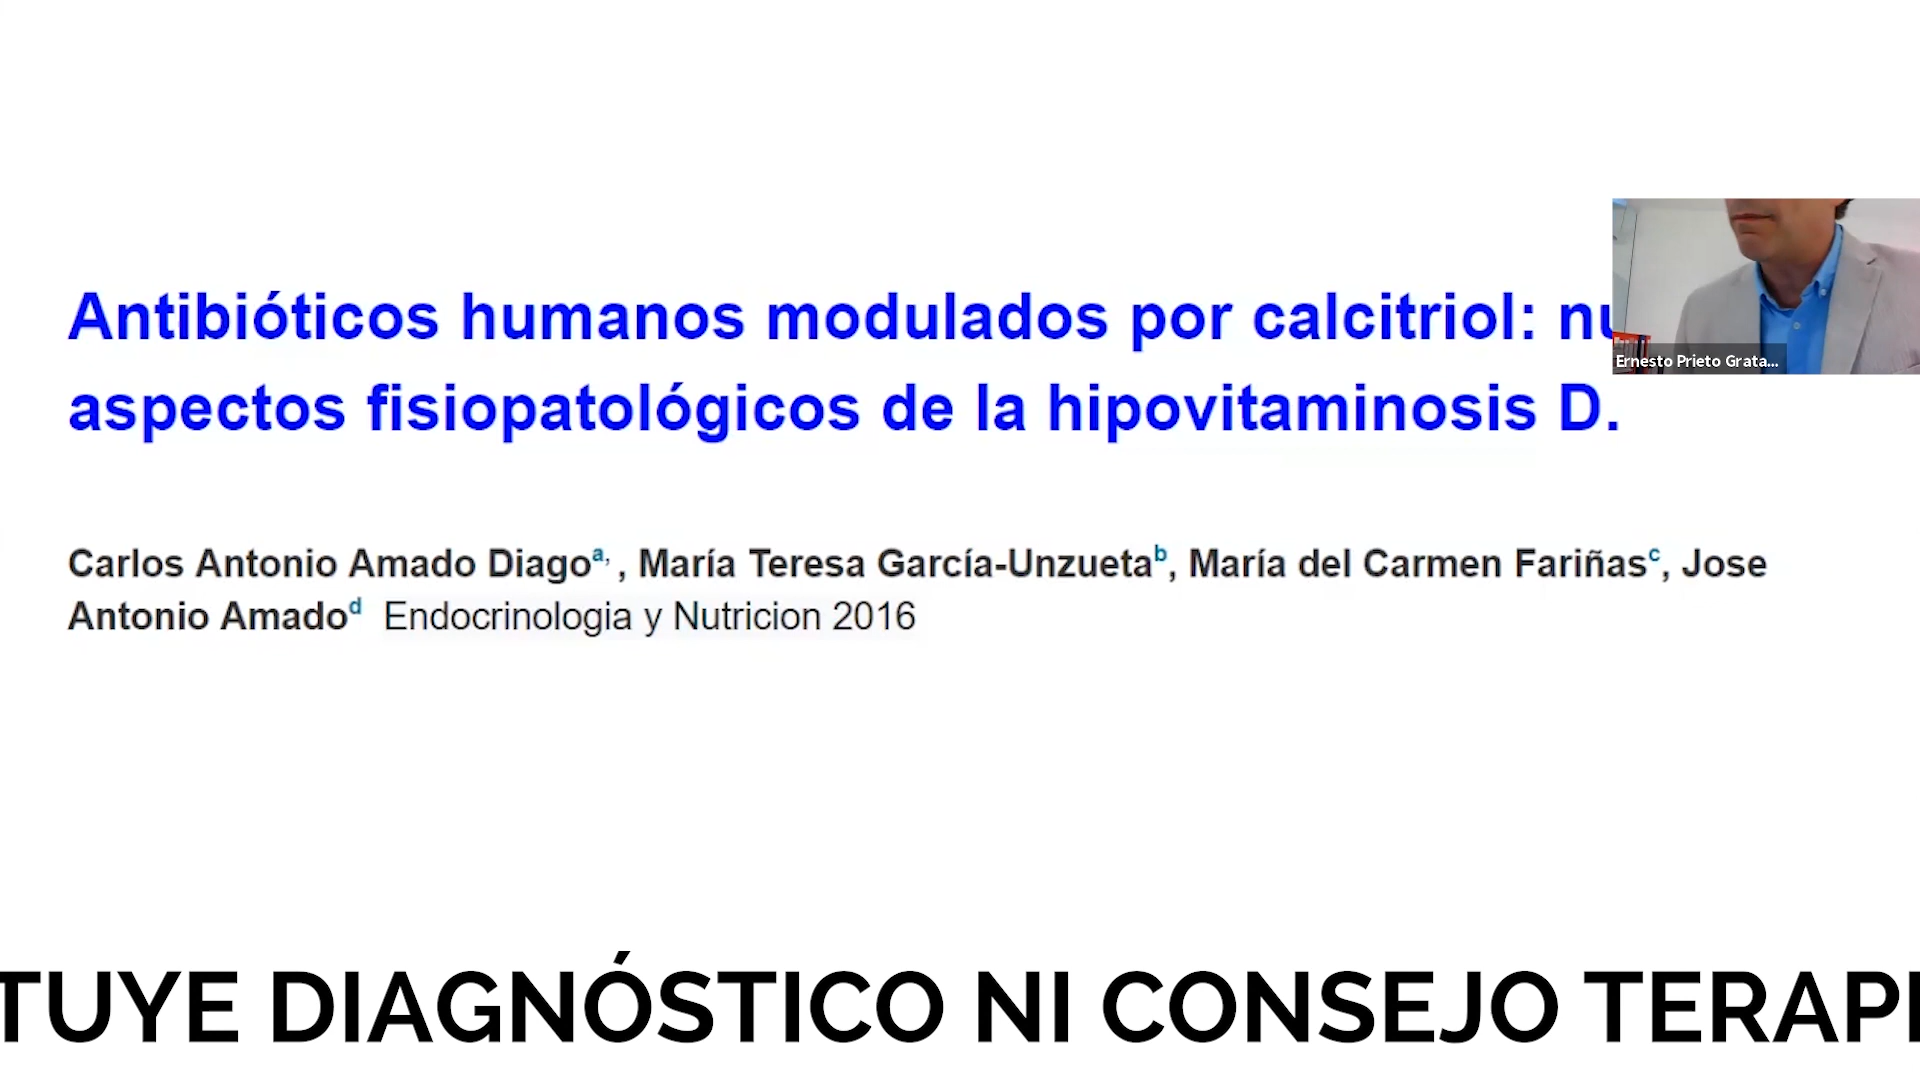 Antibióticos humanos modulados por calcitriol:
aspectos fisiopatológicos de la hipovitaminosis D.
Carlos Antonio Amado Diagoa, , María Teresa García-Unzuetab, María del Carmen Fariñasc, Jose
Antonio Amadod Endocrinologia y Nutricion 2016
Ernesto Prieto Grata...
TUYE DIAGNÓSTICO NI CONSEJO TERAP